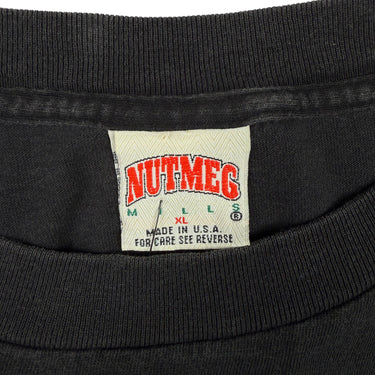 NUTMEG
MILLS®
XL
MADE IN U.S.A.
FOR CARE SEE REVERSE